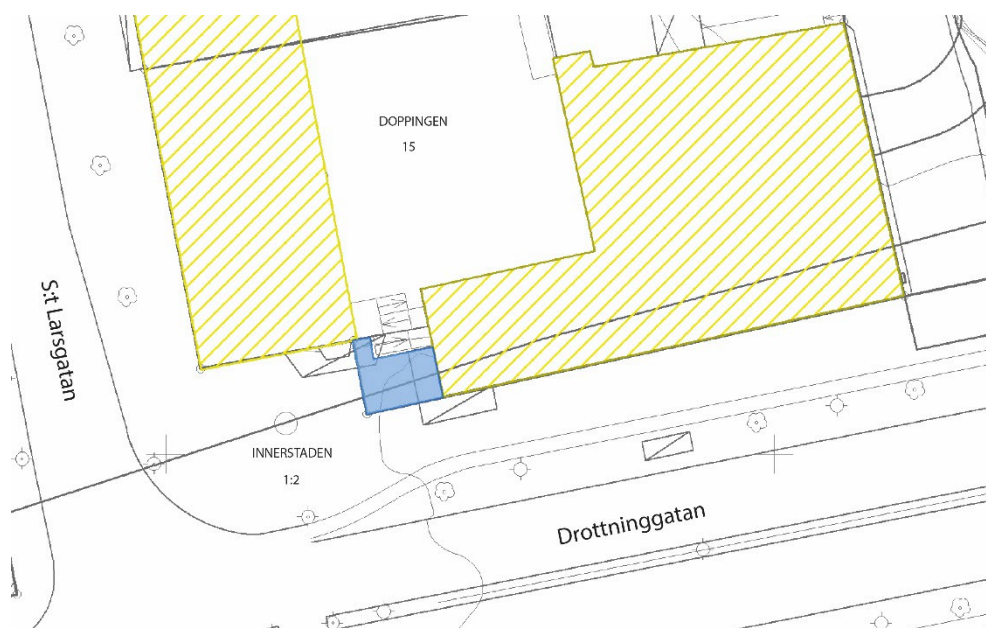 DOPPINGEN
15
S:t Larsgatan
INNERSTADEN
1:2
Drottninggatan